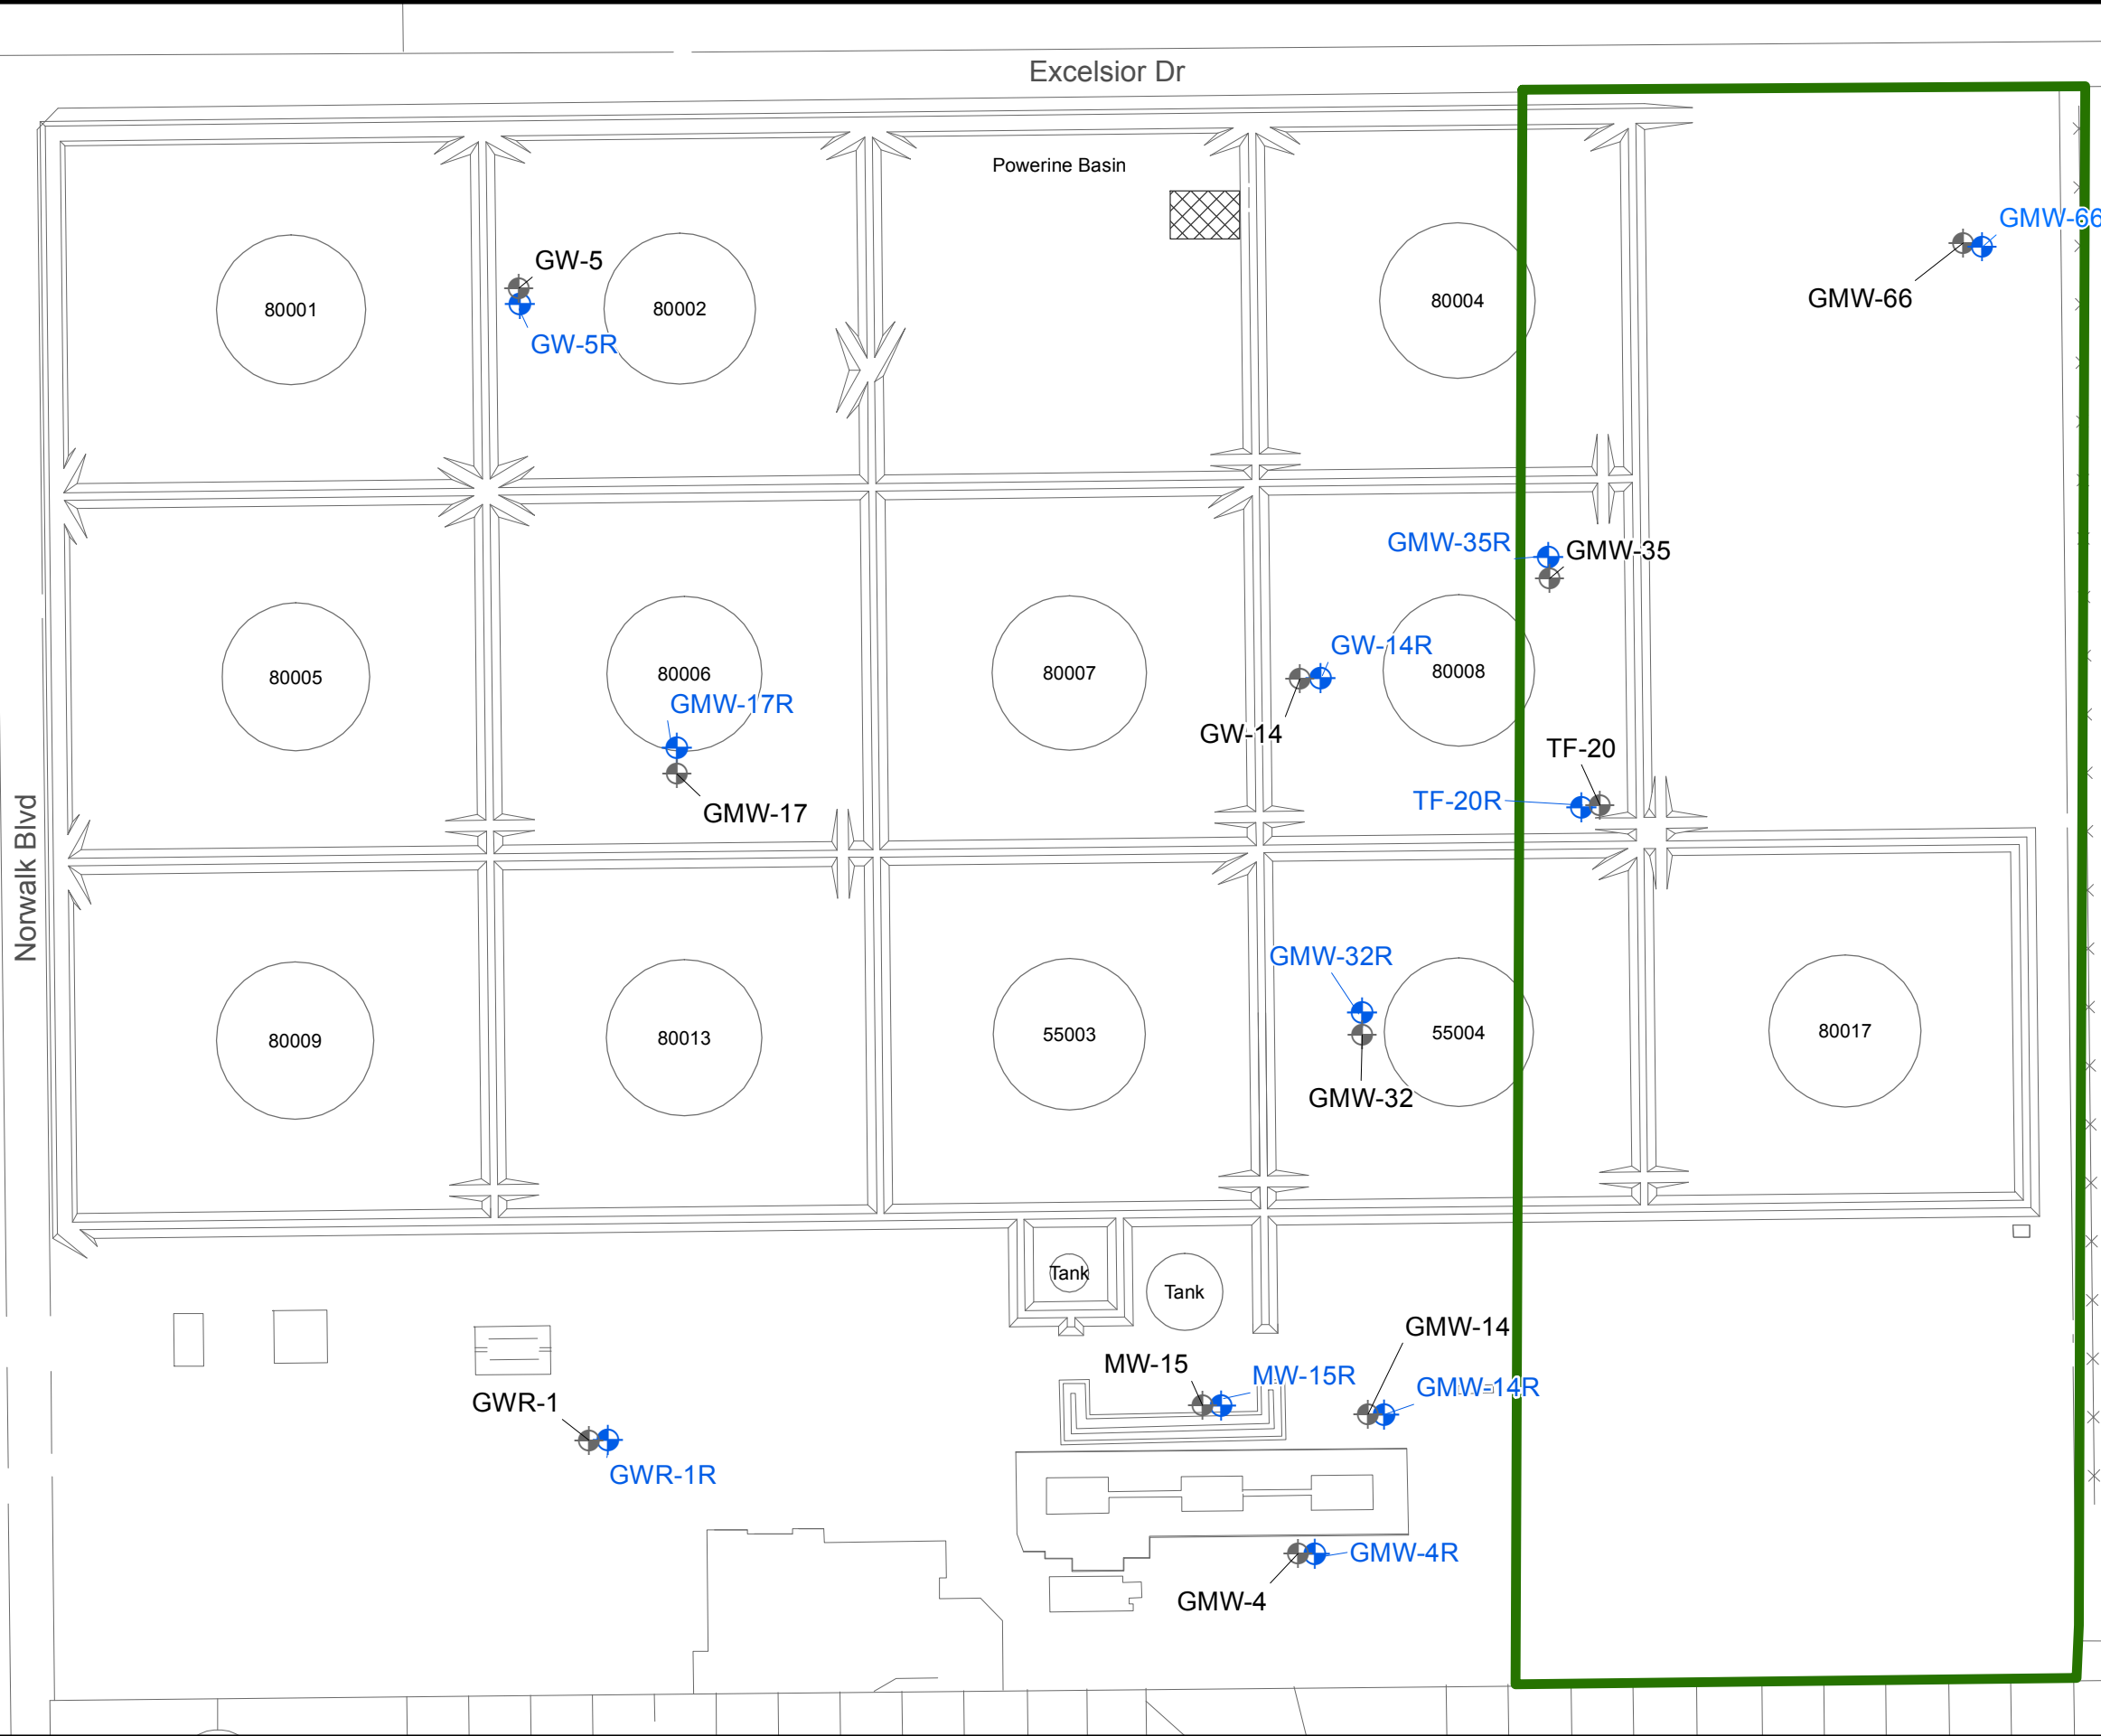 Excelsior Dr
Powerine Basin
GMW-66
GW-5
80001
80002
80004
GMW-66
GW-5R
GMW-35R
GMW-35
GW-14R
80005
80006
80007
80008
GMW-17R
GW-14
TF-20
TF-20R
GMW-17
Norwalk Blvd
GMW-32R
80009
80013
55003
55004
80017
GMW-32
Tank
Tank
GMW-14
MW-15
MW-15R
GMW-14R
GWR-1
GWR-1R
GMW-4R
GMW-4